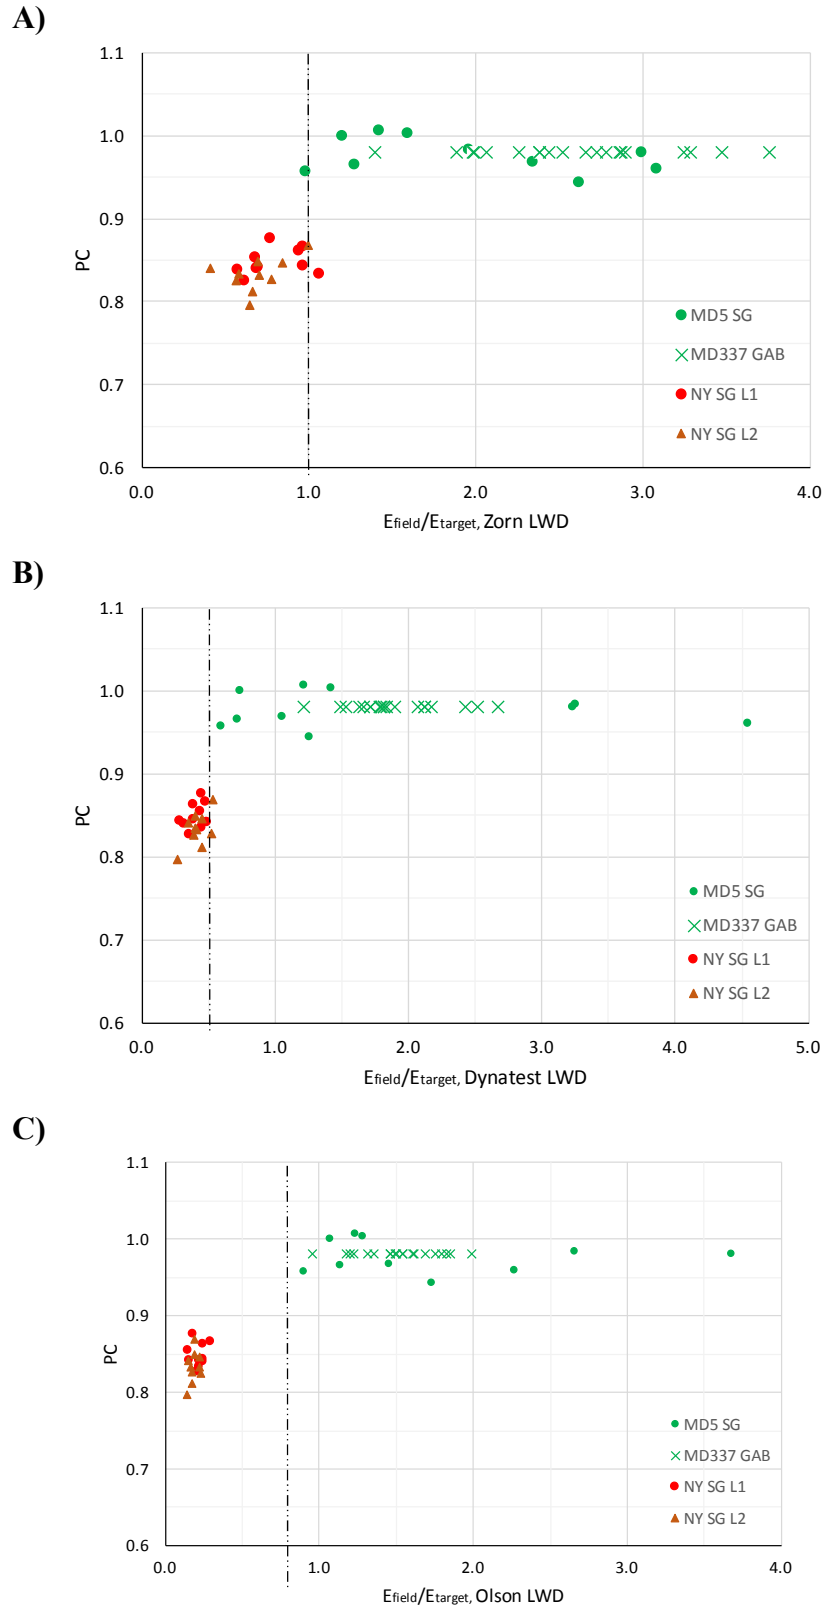 A)
1.1
1.0
0.9
0.8
0.7
0.6
PC
MD5 SG
MD337 GAB
NY SG L1
NY SG L2
0.0 1.0 2.0 3.0 4.0
Efield/Etarget, Zorn LWD
B)
1.1
1.0
0.9
0.8
0.7
0.6
PC
MD5 SG
MD337 GAB
NY SG L1
NY SG L2
0.0 1.0 2.0 3.0 4.0 5.0
Efield/Etarget, Dynatest LWD
C)
1.1
1.0
0.9
0.8
0.7
0.6
PC
MD5 SG
MD337 GAB
NY SG L1
NY SG L2
0.0 1.0 2.0 3.0 4.0
Efield/Etarget, Olson LWD